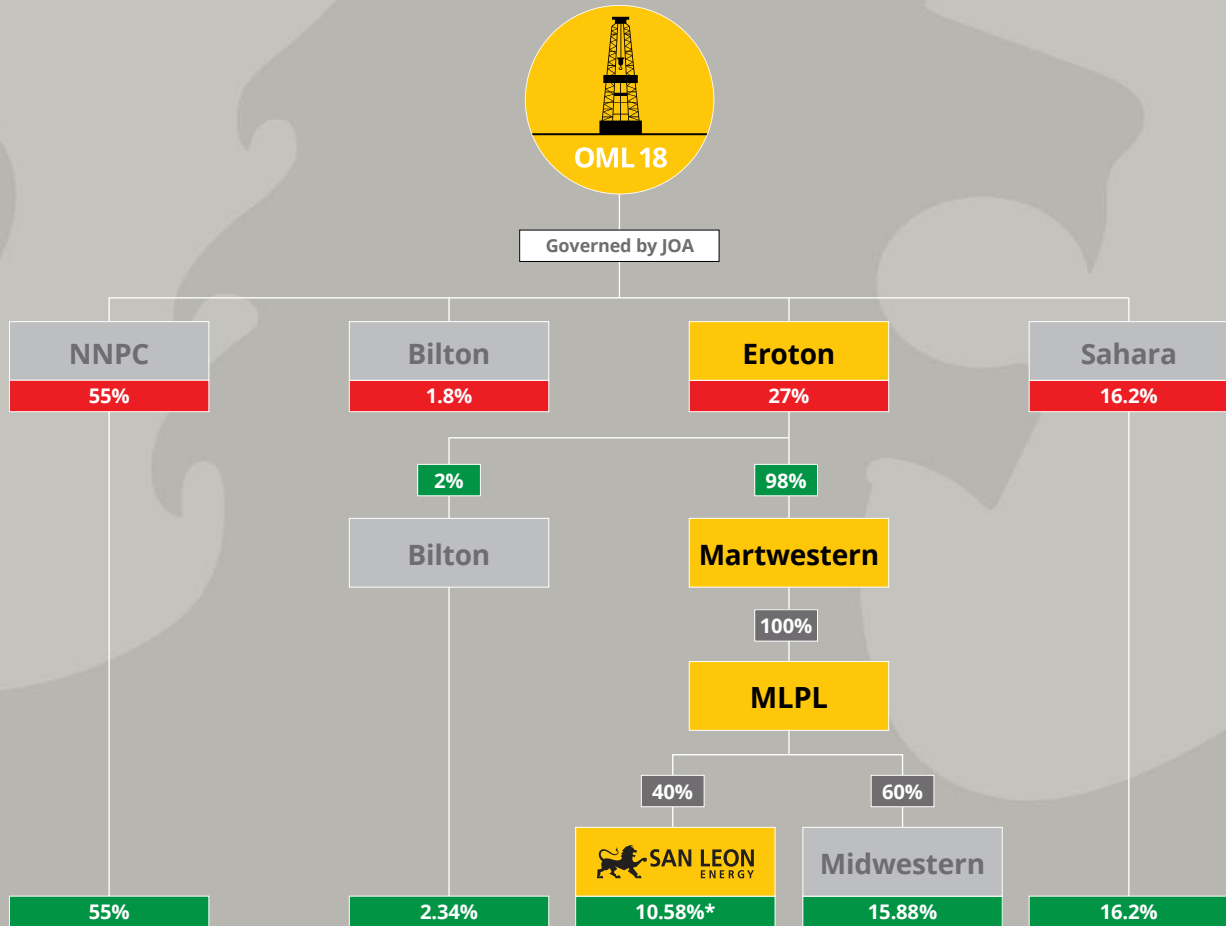 OML 18
Governed by JOA
NNPC
Bilton
Eroton
Sahara
55%
1.8%
27%
16.2%
2%
98%
Bilton
Martwestern
100%
MLPL
40%
60%
SAN LEON
ENERGY
Midwestern
55%
2.34%
10.58%*
15.88%
16.2%